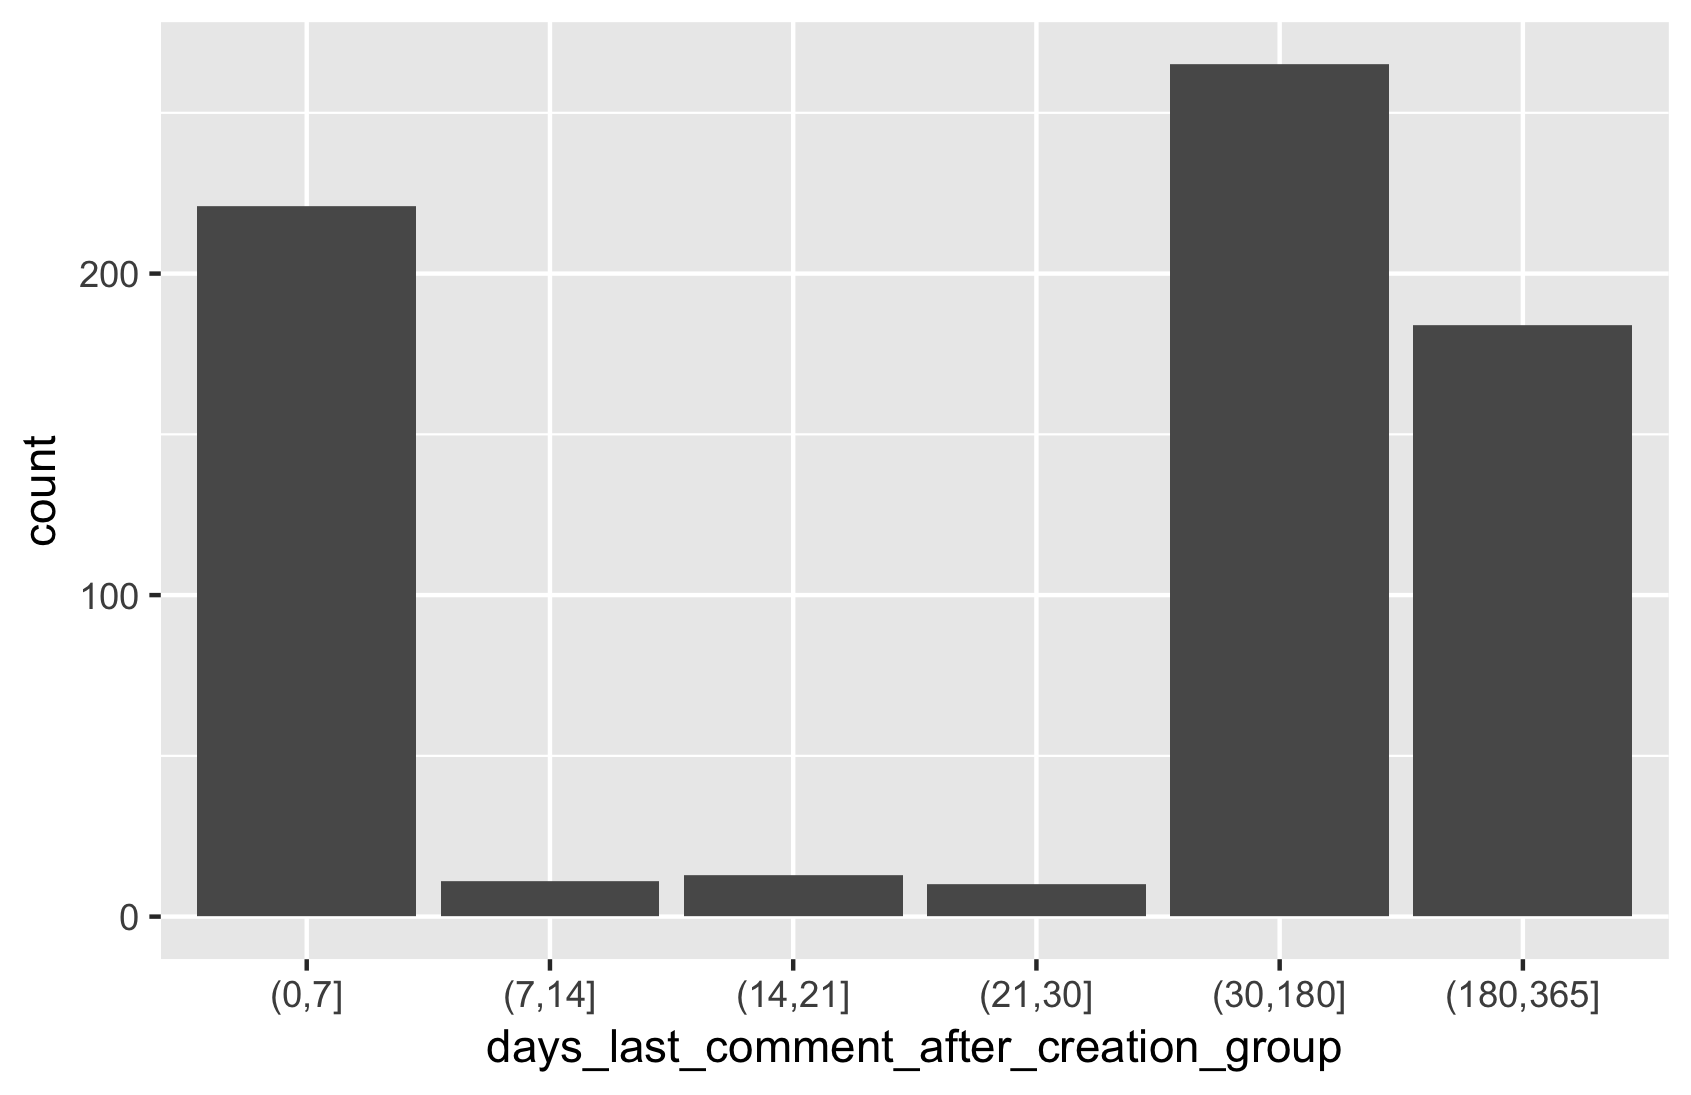 count
200
100
0
(0,7] (7,14] (14,21] (21,30] (30,180] (180,365]
days_last_comment_after_creation_group